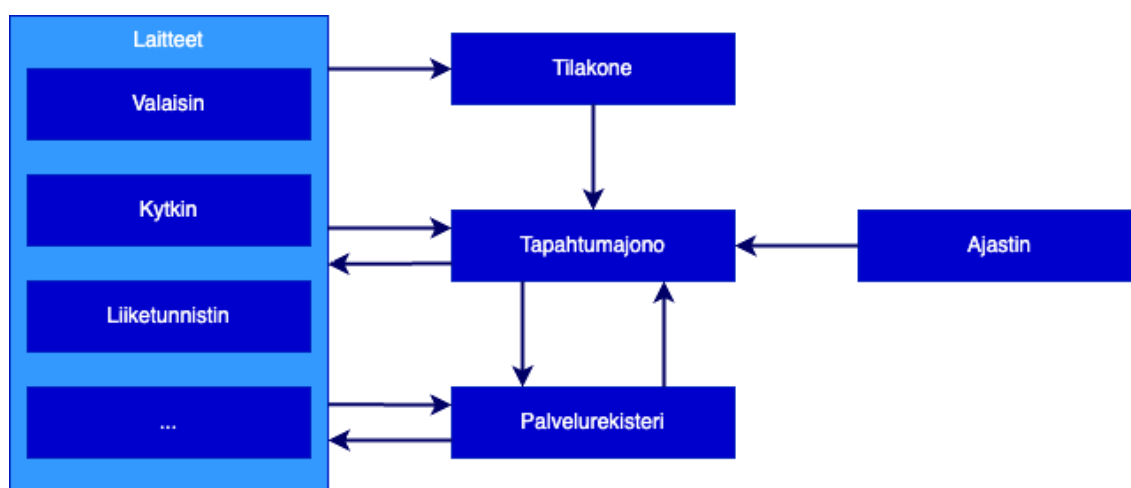 Laitteet
Valaisin
Kytkin
Liiketunnistin
...
Tilakone
Tapahtumajono
Palvelurekisteri
Ajastin